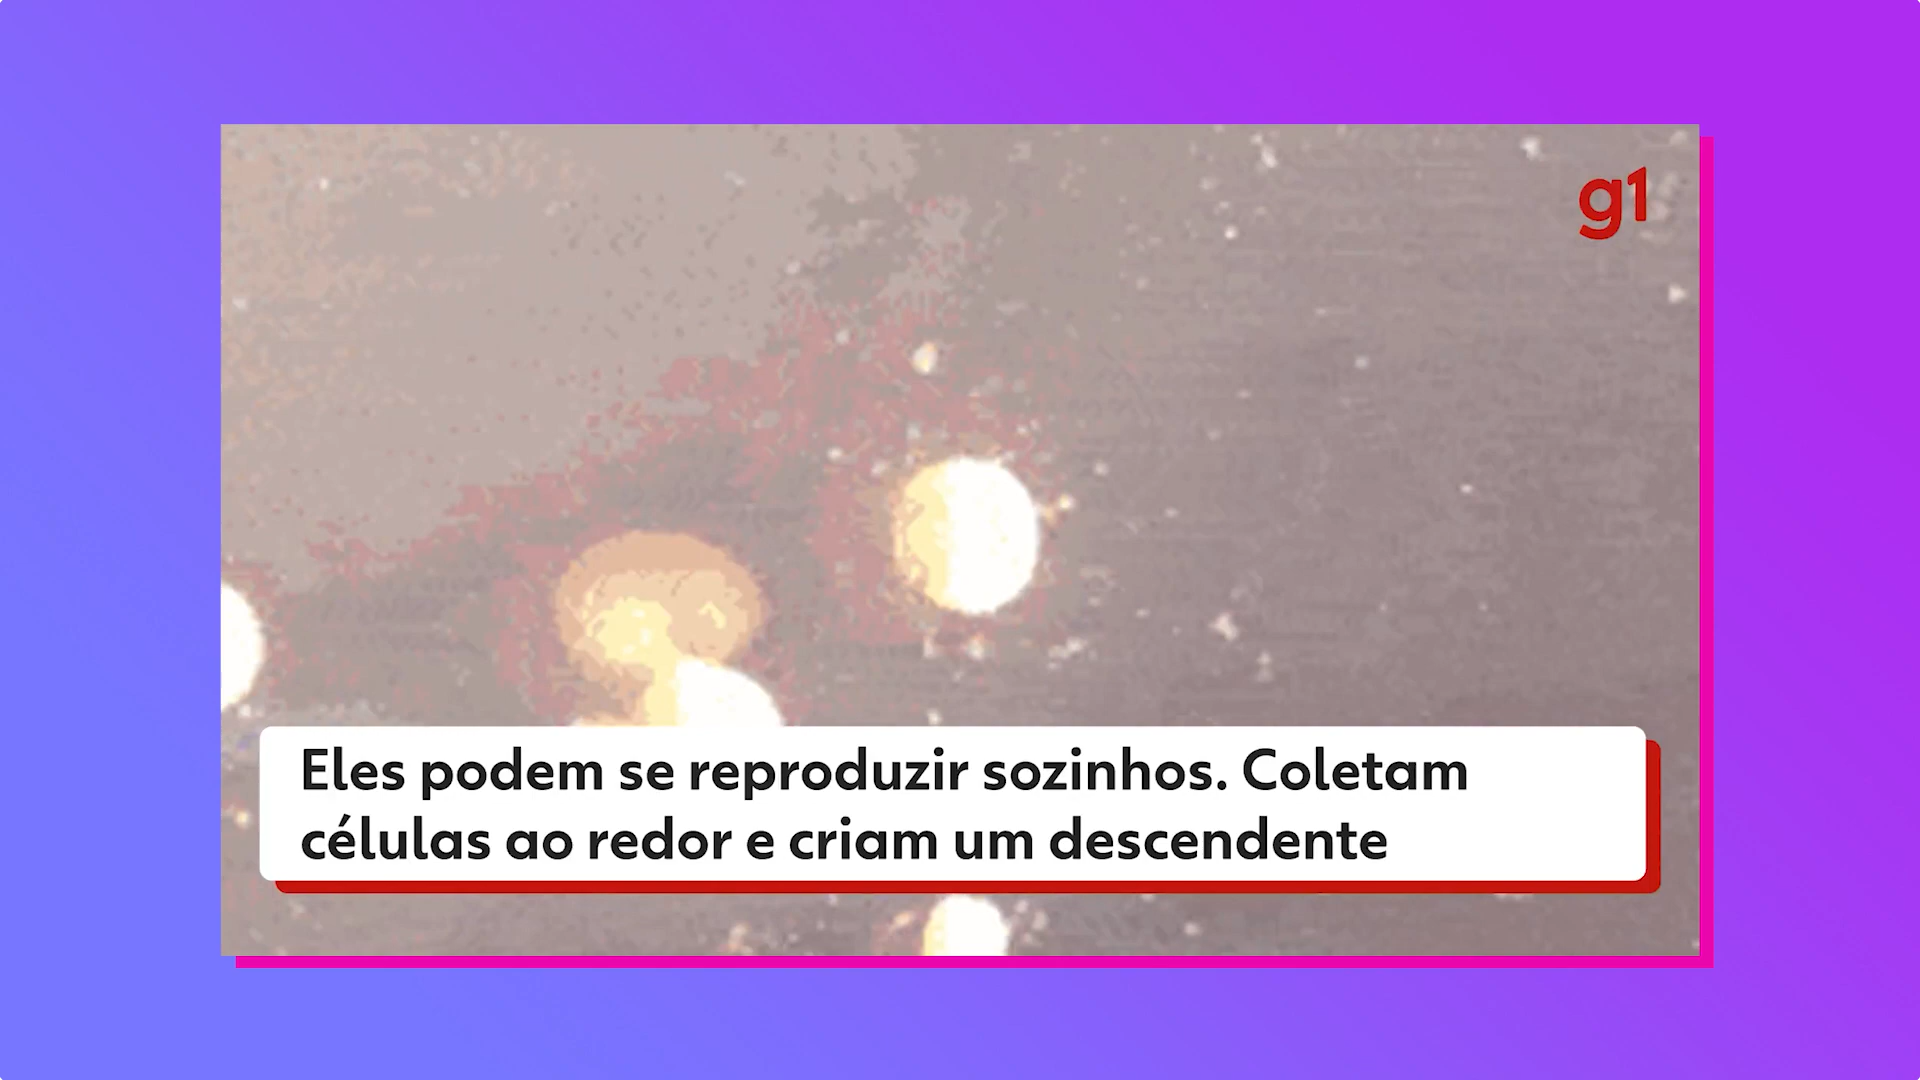 g1
Eles podem se reproduzir sozinhos. Coletam
células ao redor e criam um descendente